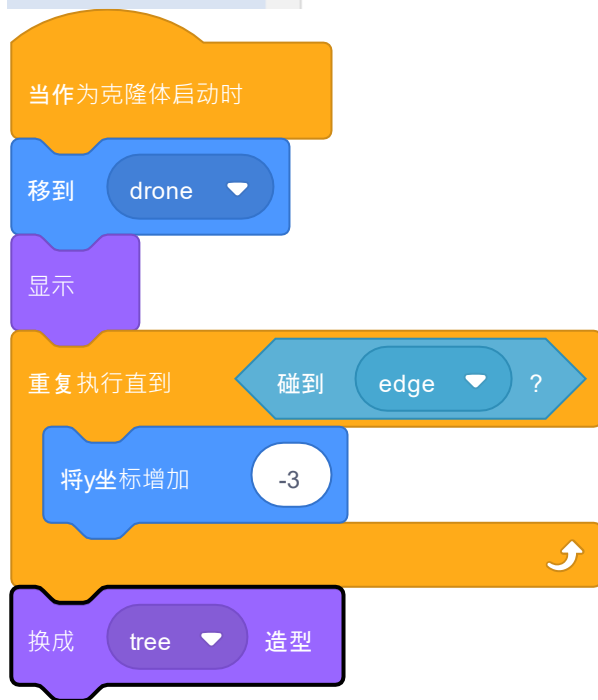 当作为克隆体启动时
移到 drone
显示
重复执行直到 碰到 edge ?
将y坐标增加 -3
换成 tree 造型